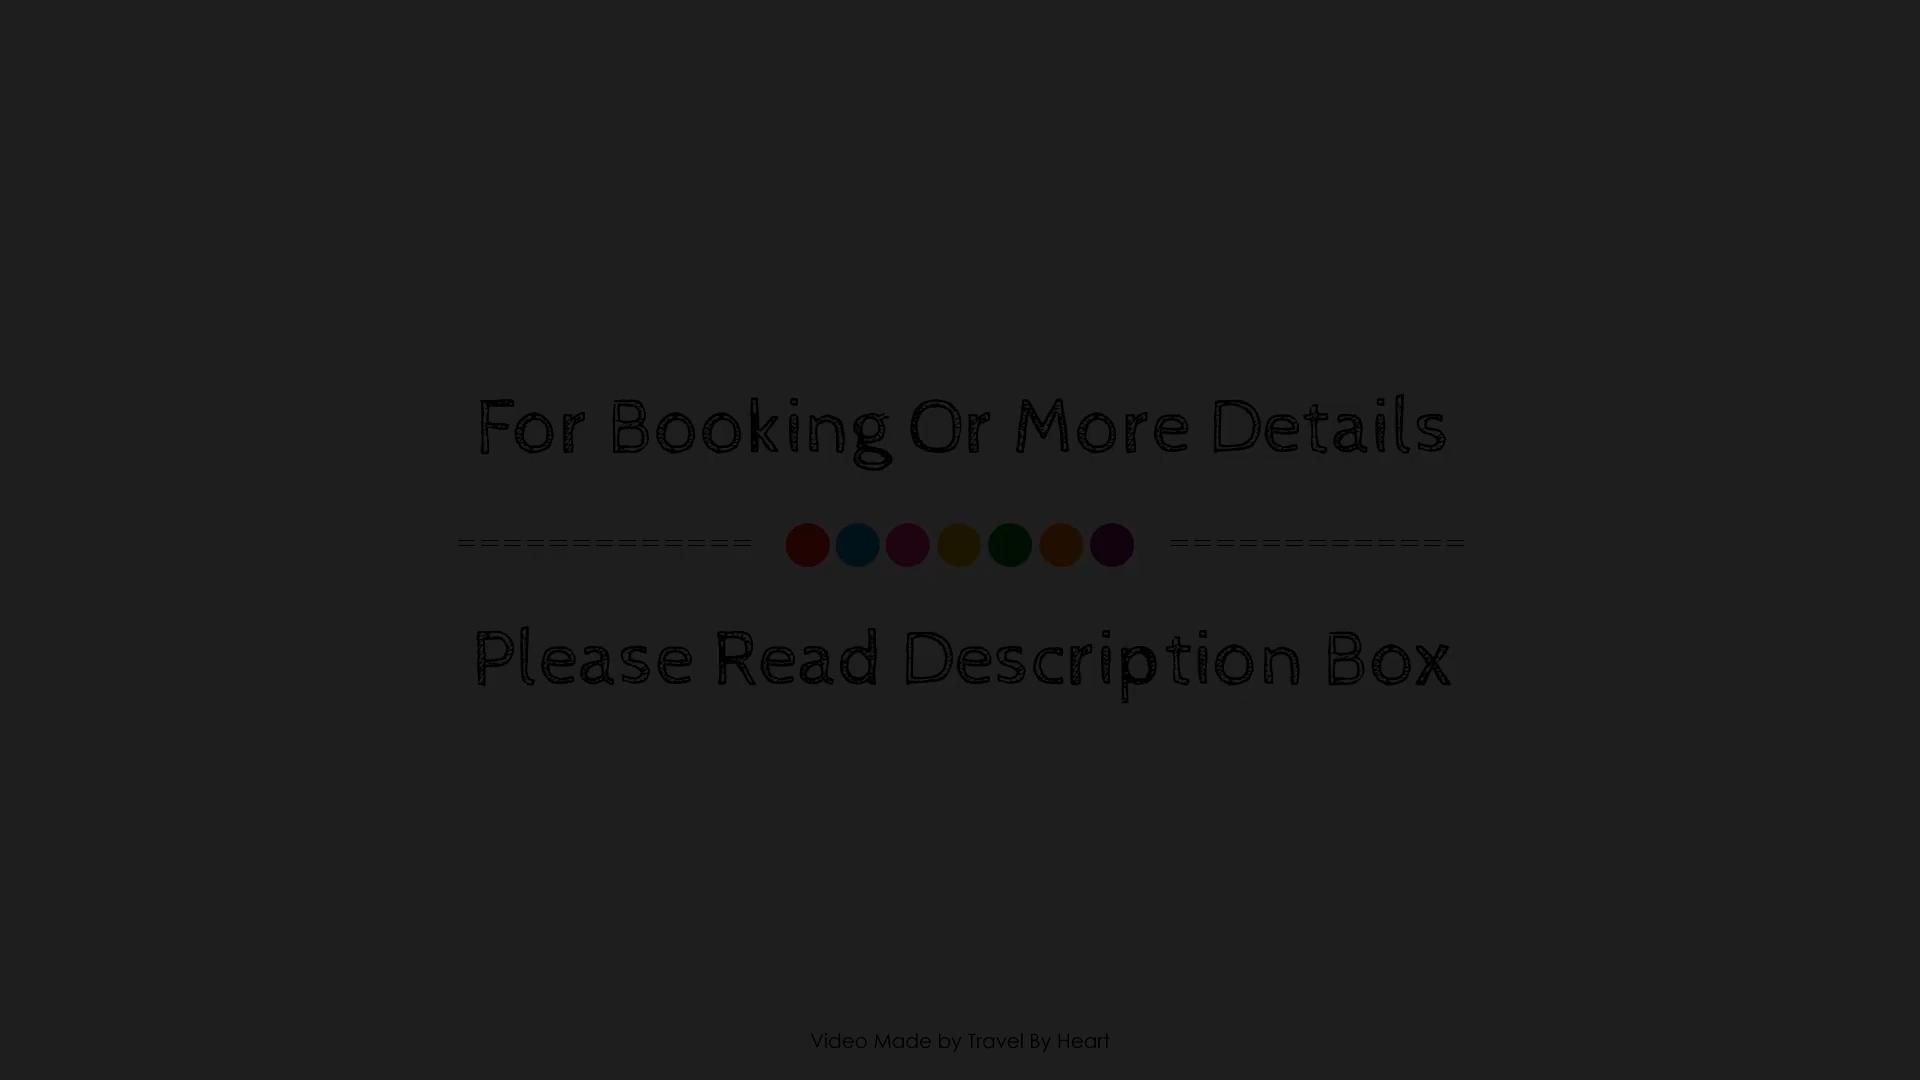 For Booking Or More Details
============= =============
Please Read Description Box
Video Made by Travel By Heart